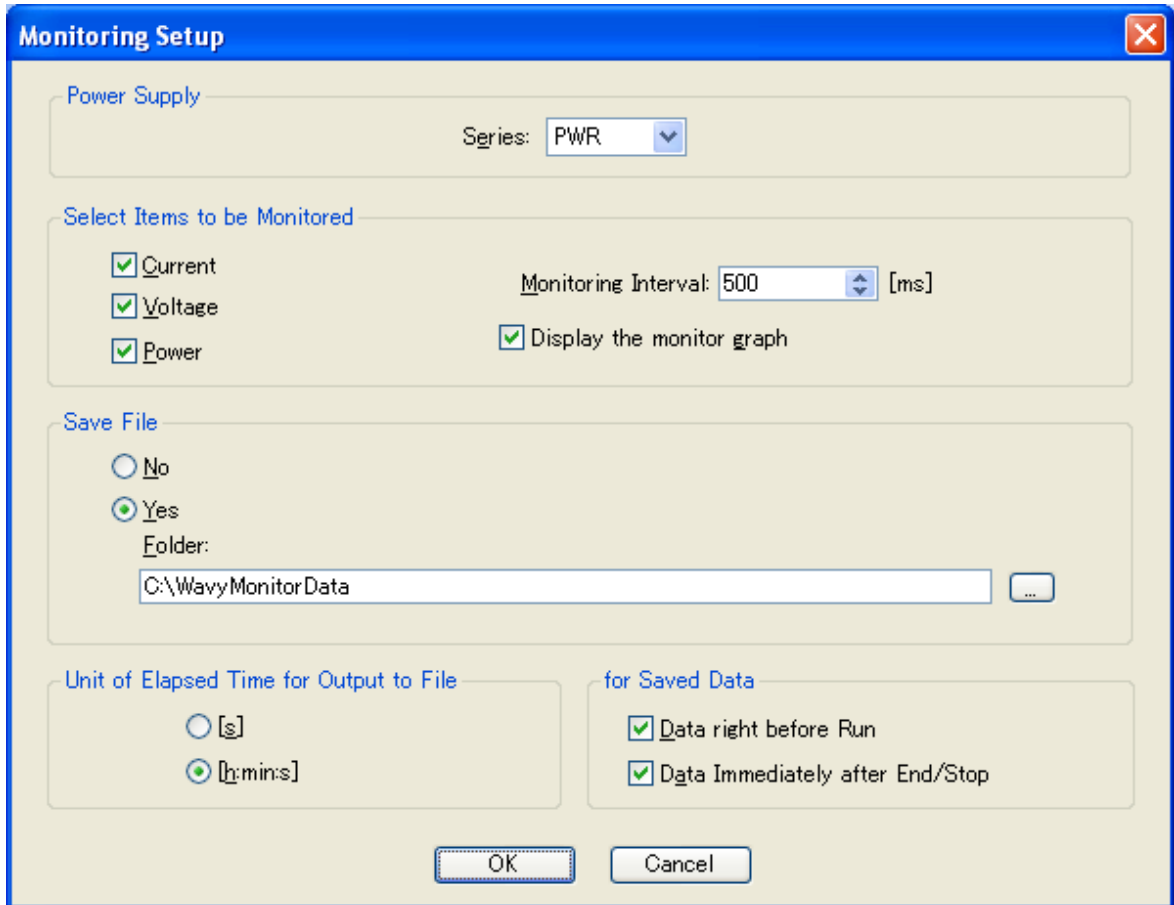 Monitoring Setup
Power Supply
Series: PWR
Select Items to be Monitored
Current
Voltage
Power
Monitoring Interval: 500 [ms]
Display the monitor graph
Save File
No
Yes
Folder:
C:\WavyMonitorData
...
Unit of Elapsed Time for Output to File
[s]
[h:min:s]
for Saved Data
Data right before Run
Data Immediately after End/Stop
OK Cancel